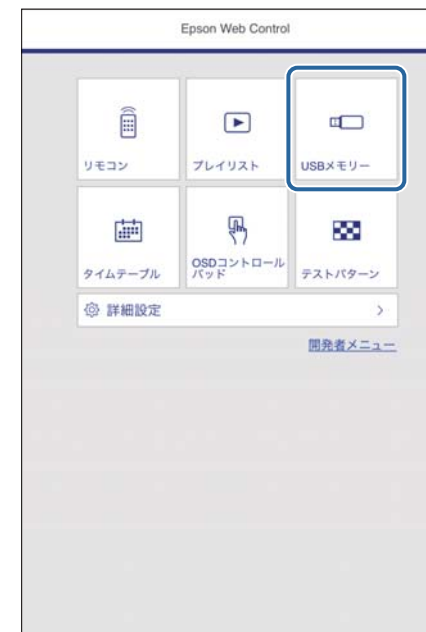 Epson Web Control
リモコン
プレイリスト
USBメモリー
タイムテーブル
OSDコントロール
パッド
テストパターン
詳細設定
開発者メニュー